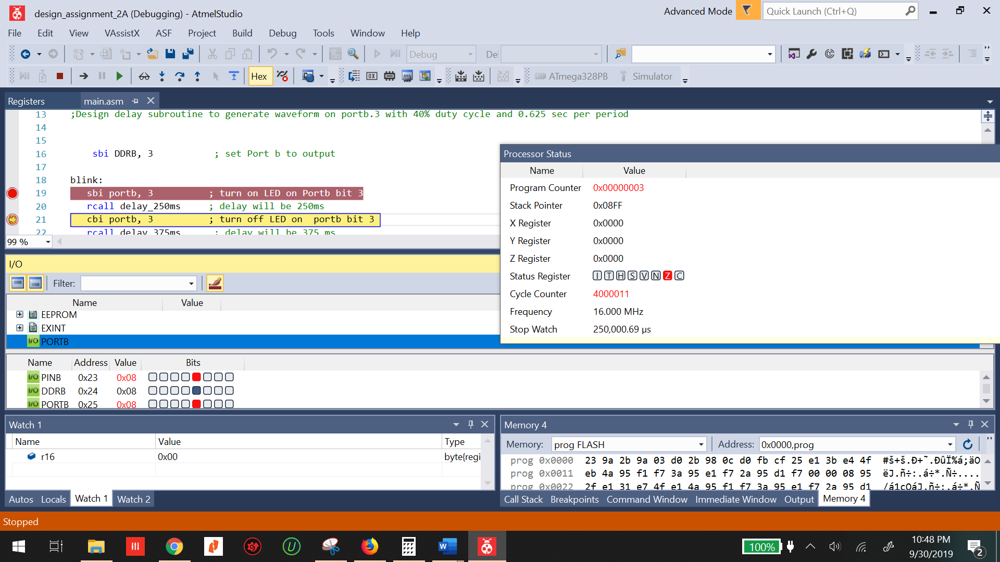 design_assignment_2A (Debugging) - AtmelStudio
Advanced Mode
Quick Launch (Ctrl+Q)
File Edit View VAssistX ASF Project Build Debug Tools Window Help
Debug
Hex
ATmega328PB
Simulator
Registers
main.asm
13 ;Design delay subroutine to generate waveform on portb.3 with 40% duty cycle and 0.625 sec per period
14
15
16 sbi DDRB, 3 ; set Port b to output
17
18 blink:
19 sbi portb, 3 ; turn on LED on Portb bit 3
20 rcall delay_250ms ; delay will be 250ms
21 cbi portb, 3 ; turn off LED on portb bit 3
22 rcall delay_375ms ; delay will be 375 ms
99 %
Processor Status
Name Value
Program Counter 0x00000003
Stack Pointer 0x08FF
X Register 0x0000
Y Register 0x0000
Z Register 0x0000
Status Register I T H S V N Z C
Cycle Counter 4000011
Frequency 16.000 MHz
Stop Watch 250,000.69 µs
I/O
Filter:
Name Value
EEPROM
EXINT
PORTB
Name Address Value Bits
PINB 0x23 0x08
DDRB 0x24 0x08
PORTB 0x25 0x08
Watch 1
Name Value Type
r16 0x00 byte{regi
Autos Locals Watch 1 Watch 2
Memory 4
Memory: prog FLASH Address: 0x0000,prog
prog 0x0000 23 9a 2b 9a 03 d0 2b 98 0c d0 fb cf 25 e1 3b e4 4f #š+š.Ð+˜.ÐûÏ%á;äO
prog 0x0011 eb 4a 95 f1 f7 3a 95 e1 f7 2a 95 d1 f7 00 00 08 95 ëJ.ñ÷:.á÷*.Ñ÷....
prog 0x0022 2f e1 31 e7 4f e1 4a 95 f1 f7 3a 95 e1 f7 2a 95 d1 /á1çOáJ.ñ÷:.á÷*.Ñ
Call Stack Breakpoints Command Window Immediate Window Output Memory 4
Stopped
100%
10:48 PM
9/30/2019
2